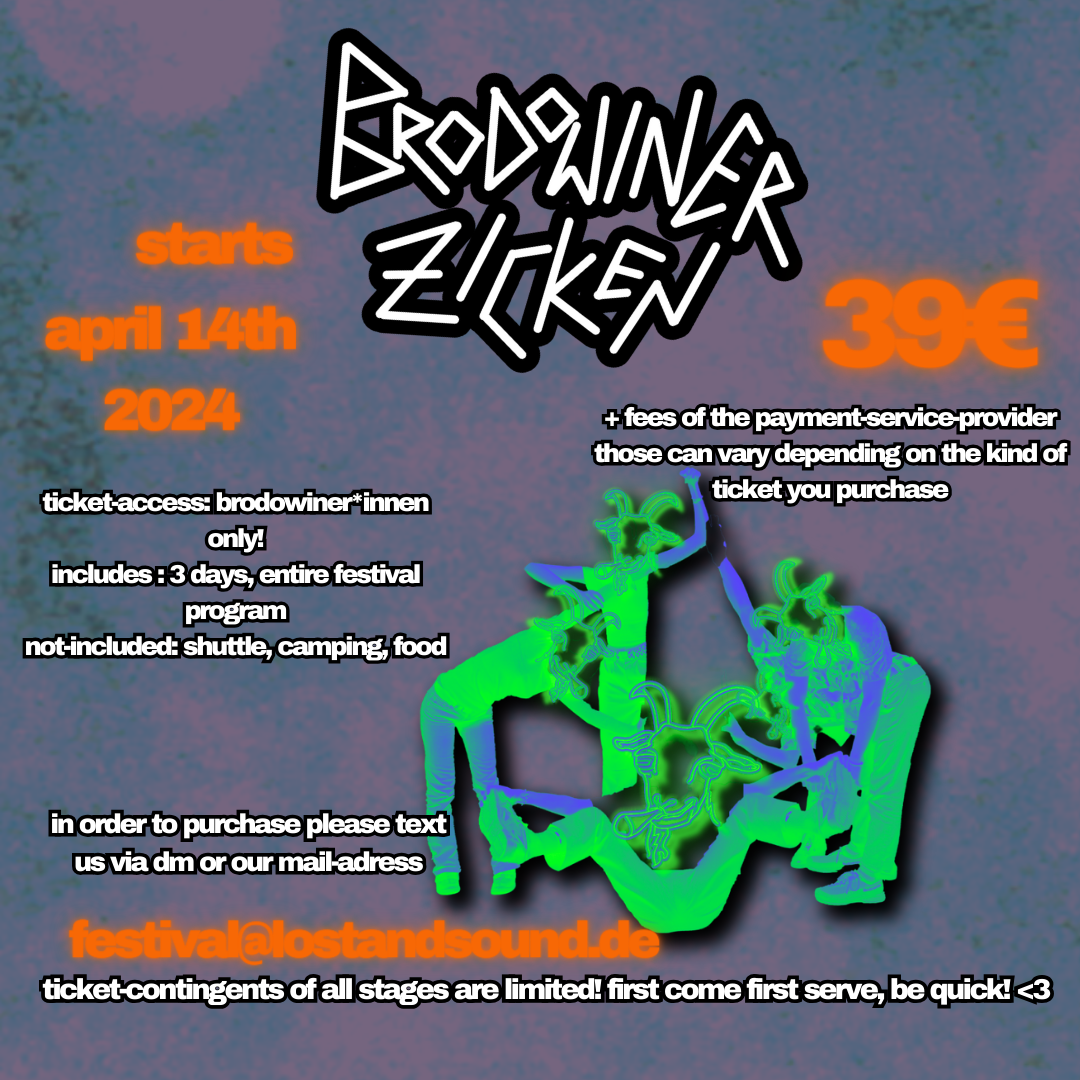 BRODOWINER
ZICKEN
starts
april 14th
2024
39€
+ fees of the payment-service-provider
those can vary depending on the kind of
ticket you purchase
ticket-access: brodowiner*innen
only!
includes : 3 days, entire festival
program
not-included: shuttle, camping, food
in order to purchase please text
us via dm or our mail-adress
festival@lostandsound.de
ticket-contingents of all stages are limited! first come first serve, be quick! <3